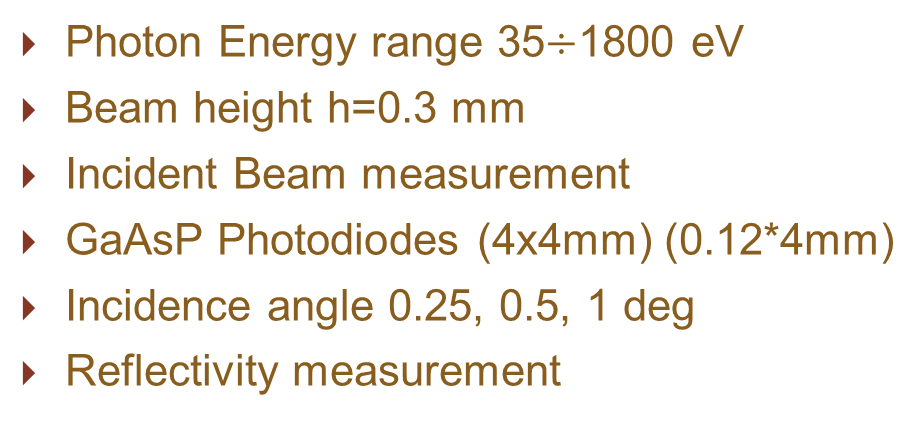 Photon Energy range 35÷1800 eV
Beam height h=0.3 mm
Incident Beam measurement
GaAsP Photodiodes (4x4mm) (0.12*4mm)
Incidence angle 0.25, 0.5, 1 deg
Reflectivity measurement